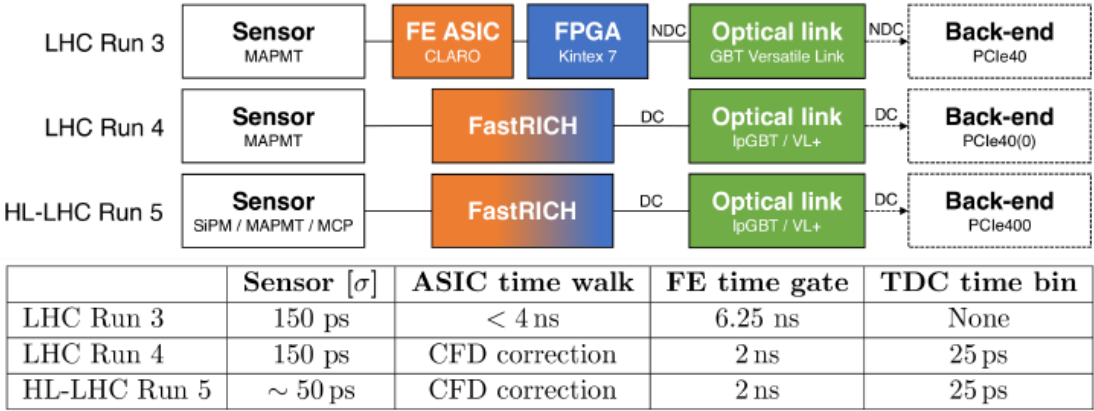 LHC Run 3
Sensor
MAPMT
FE ASIC
CLARO
FPGA
Kintex 7
NDC
Optical link
GBT Versatile Link
NDC
Back-end
PCIe40
LHC Run 4
Sensor
MAPMT
FastRICH
DC
Optical link
lpGBT / VL+
DC
Back-end
PCIe40(0)
HL-LHC Run 5
Sensor
SiPM / MAPMT / MCP
FastRICH
DC
Optical link
lpGBT / VL+
DC
Back-end
PCIe400
Sensor [σ] ASIC time walk FE time gate TDC time bin
LHC Run 3 150 ps < 4 ns 6.25 ns None
LHC Run 4 150 ps CFD correction 2 ns 25 ps
HL-LHC Run 5 ~ 50 ps CFD correction 2 ns 25 ps